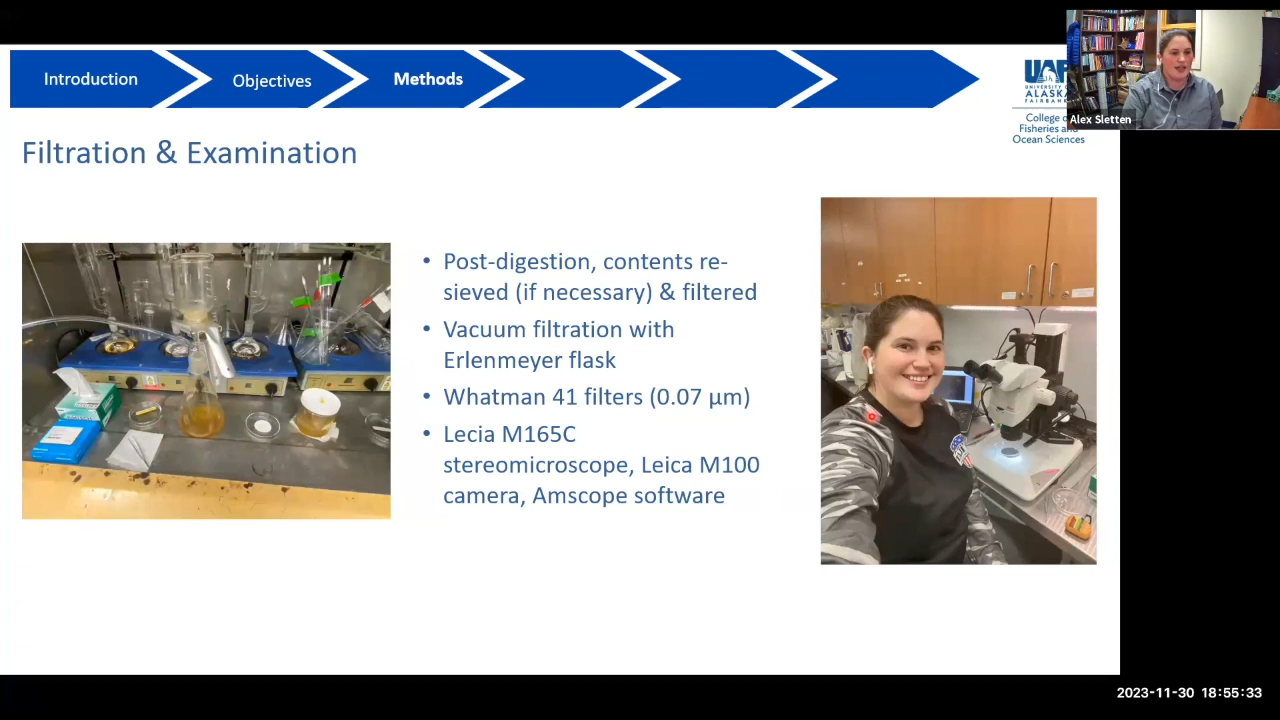 Introduction
Objectives
Methods
UAF
UNIVERSITY OF
ALASKA
FAIRBANKS
College of
Fisheries and
Ocean Sciences
Alex Sletten
Filtration & Examination
• Post-digestion, contents re-
sieved (if necessary) & filtered
• Vacuum filtration with
Erlenmeyer flask
• Whatman 41 filters (0.07 µm)
• Lecia M165C
stereomicroscope, Leica M100
camera, Amscope software
2023-11-30 18:55:33